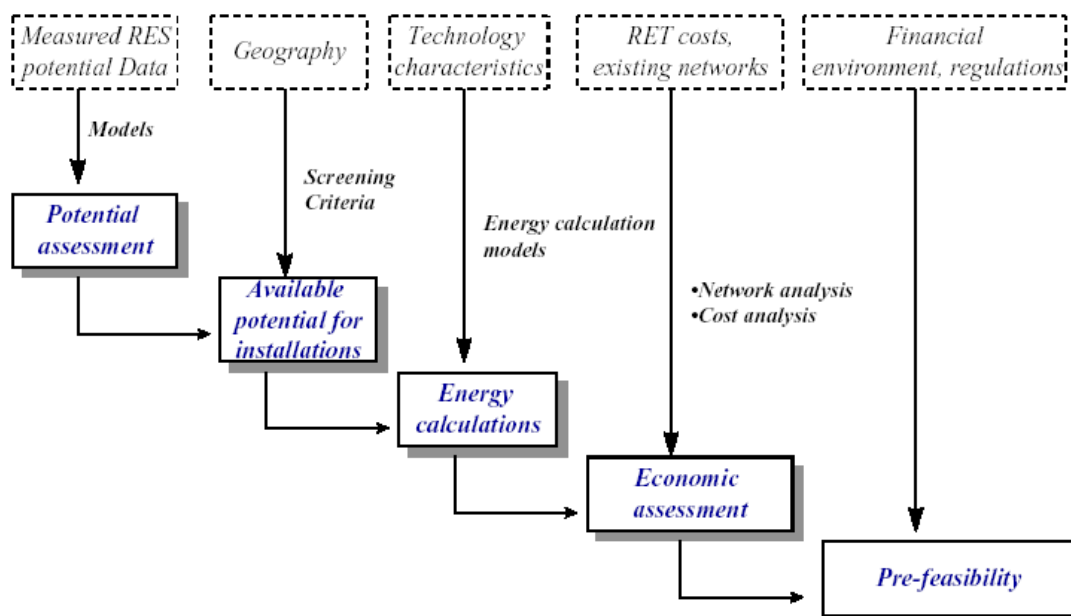 Measured RES
potential Data
Geography
Technology
characteristics
RET costs,
existing networks
Financial
environment, regulations
Models
Screening
Criteria
Energy calculation
models
•Network analysis
•Cost analysis
Potential
assessment
Available
potential for
installations
Energy
calculations
Economic
assessment
Pre-feasibility